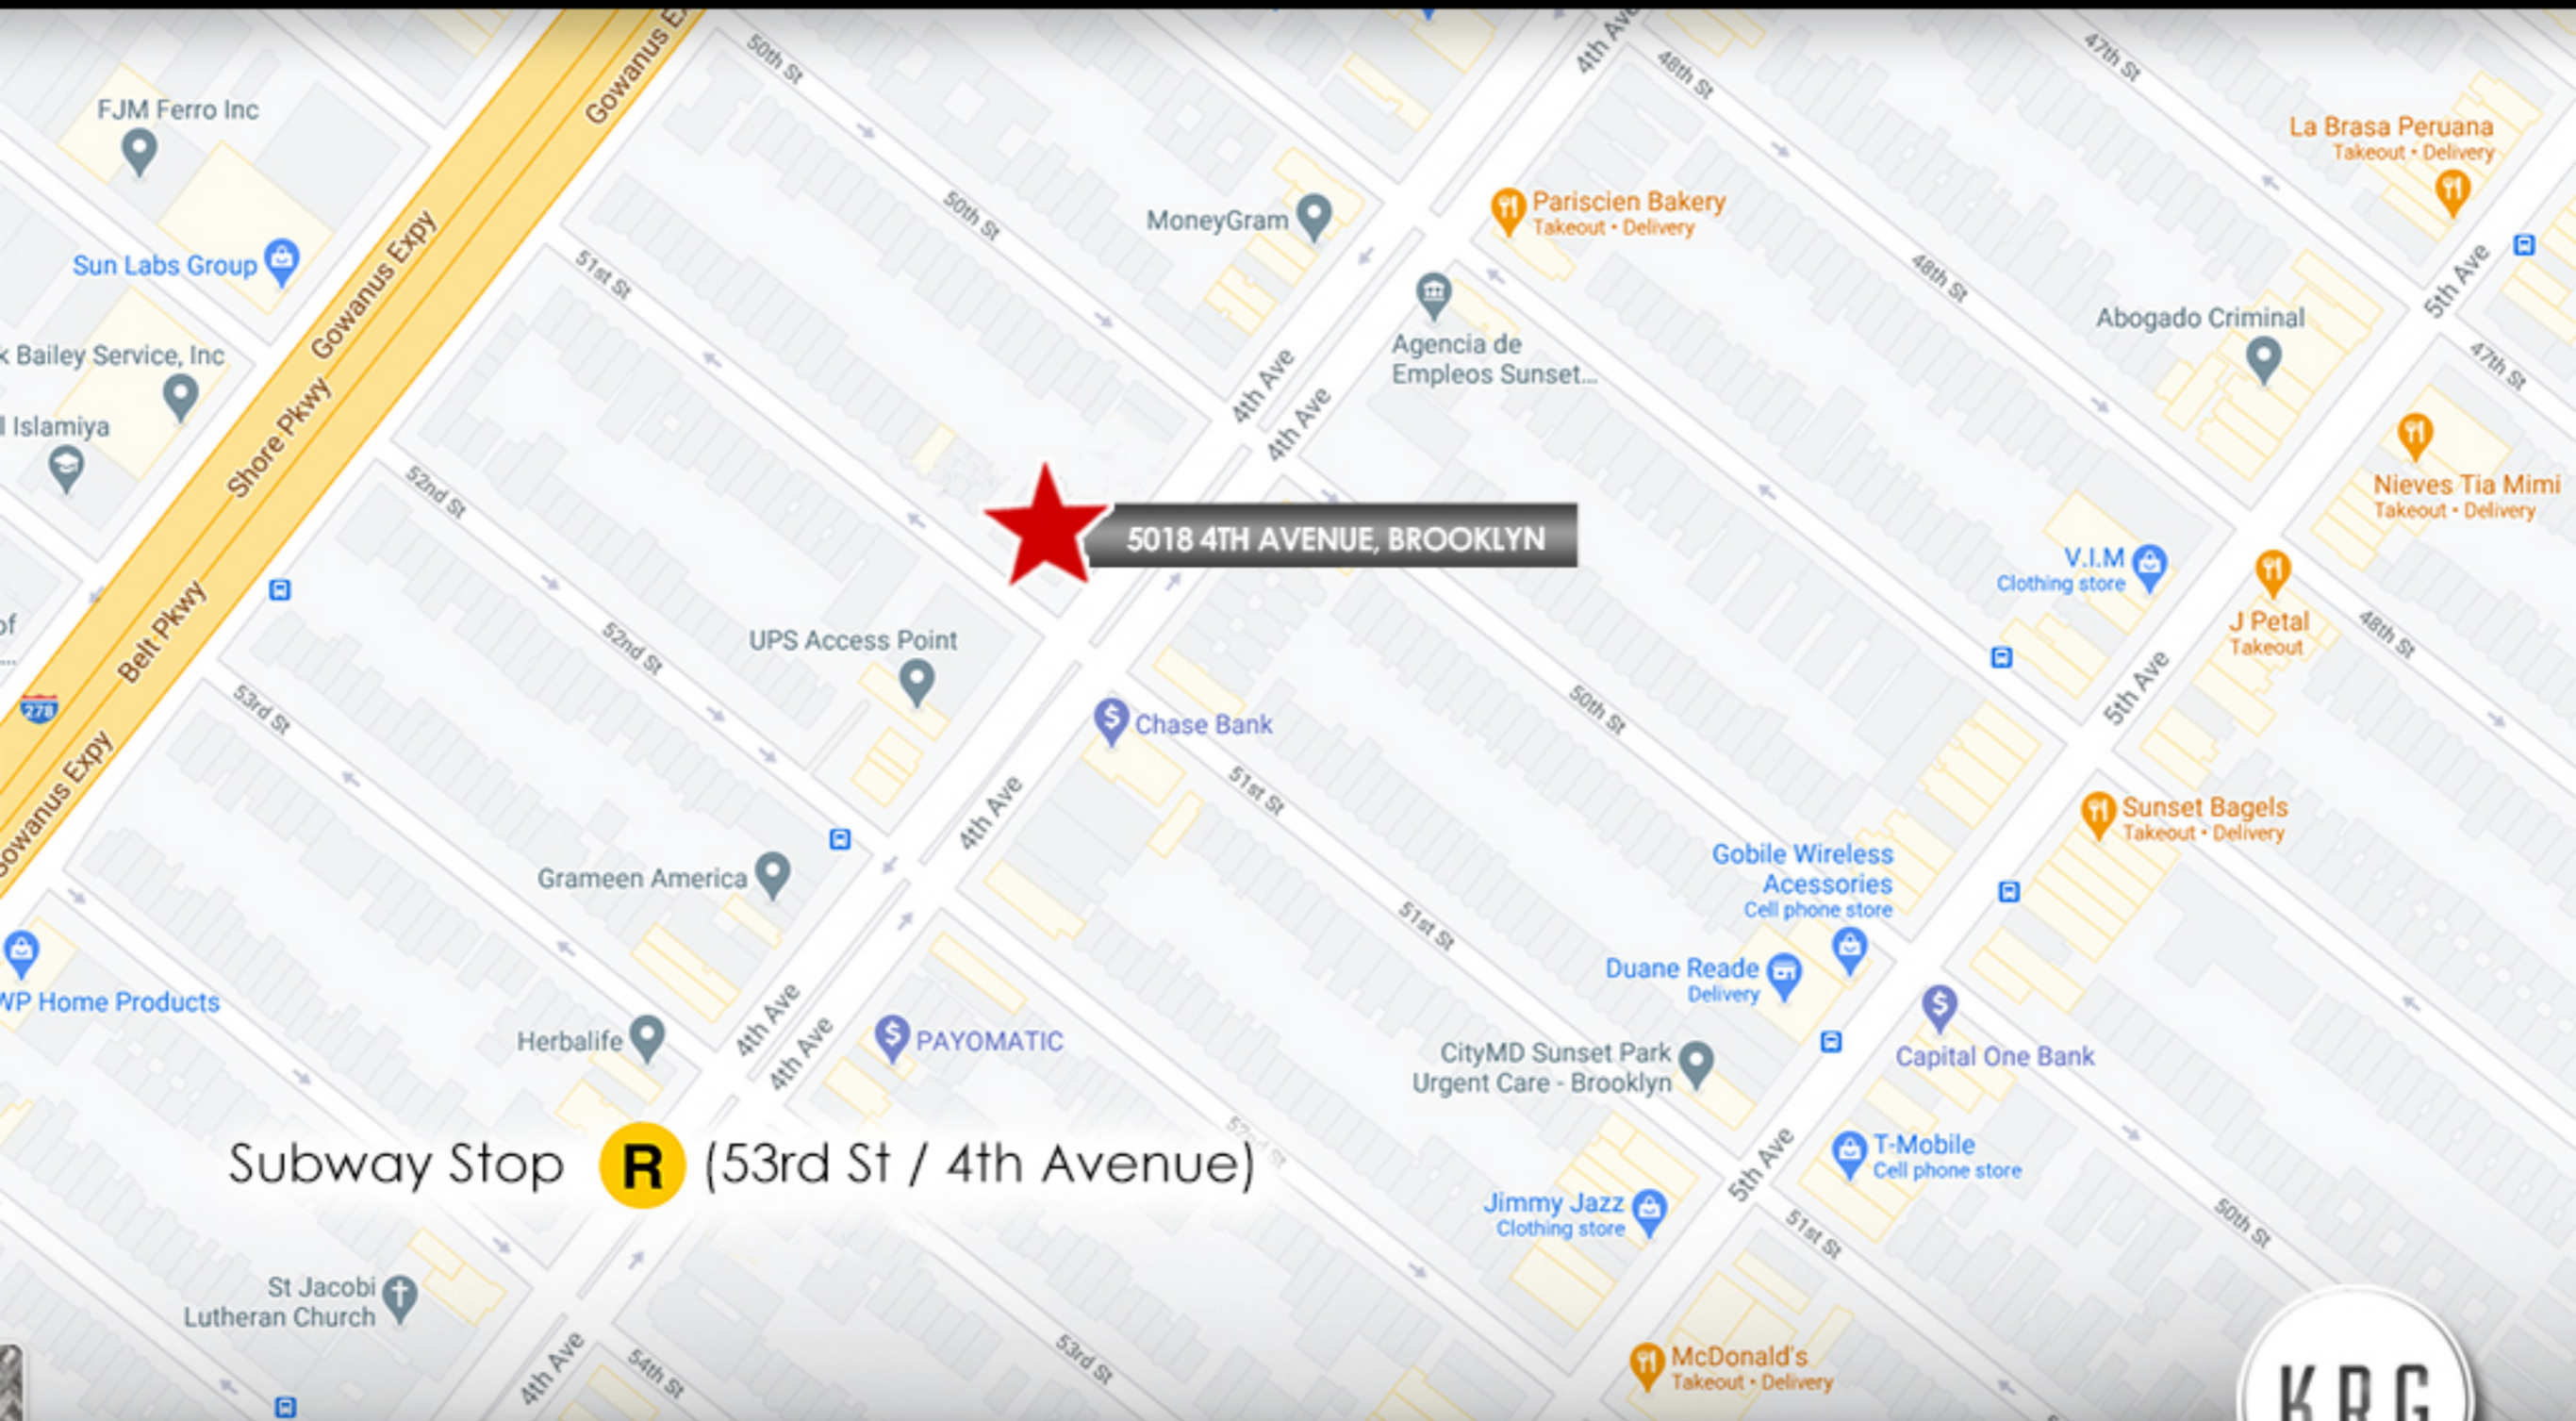 Gowanus E
4th Ave
50th St
48th St
47th St
FJM Ferro Inc
La Brasa Peruana
Takeout • Delivery
50th St
MoneyGram
Pariscien Bakery
Takeout • Delivery
Sun Labs Group
Gowanus Expy
51st St
48th St
5th Ave
Abogado Criminal
Agencia de
Empleos Sunset...
k Bailey Service, Inc
4th Ave
4th Ave
47th St
l Islamiya
Shore Pkwy
52nd St
Nieves Tia Mimi
Takeout • Delivery
5018 4TH AVENUE, BROOKLYN
V.I.M
Clothing store
of
...
Belt Pkwy
52nd St
UPS Access Point
J Petal
Takeout
48th St
278
53rd St
50th St
5th Ave
Chase Bank
51st St
Gowanus Expy
4th Ave
Sunset Bagels
Takeout • Delivery
Grameen America
Gobile Wireless
Acessories
Cell phone store
51st St
Duane Reade
Delivery
WP Home Products
4th Ave
4th Ave
Herbalife
PAYOMATIC
CityMD Sunset Park
Urgent Care - Brooklyn
Capital One Bank
Subway Stop R (53rd St / 4th Avenue)
52nd St
5th Ave
T-Mobile
Cell phone store
Jimmy Jazz
Clothing store
51st St
50th St
St Jacobi
Lutheran Church
4th Ave
54th St
53rd St
McDonald's
Takeout • Delivery
KRG